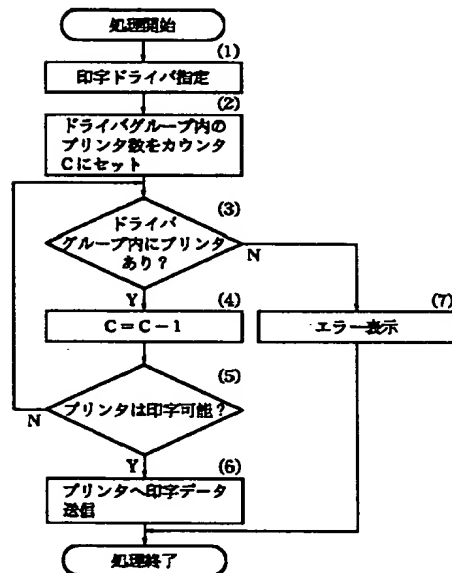 処理開始
(1)
印字ドライバ指定
(2)
ドライバグループ内の
プリンタ数をカウンタ
Cにセット
(3)
ドライバ
グループ内にプリンタ
あり？
N
Y
(4)
C＝C－1
(7)
エラー表示
(5)
プリンタは印字可能？
N
Y
(6)
プリンタへ印字データ
送信
処理終了